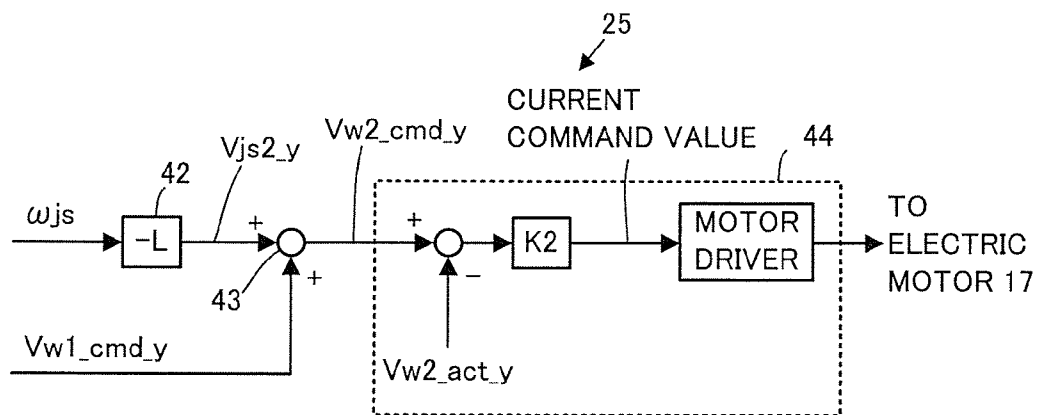 25
CURRENT
COMMAND VALUE
44
Vw2_cmd_y
Vjs2_y
42
ωjs
-L
+
43
+
+
-
K2
MOTOR
DRIVER
TO
ELECTRIC
MOTOR 17
Vw1_cmd_y
Vw2_act_y